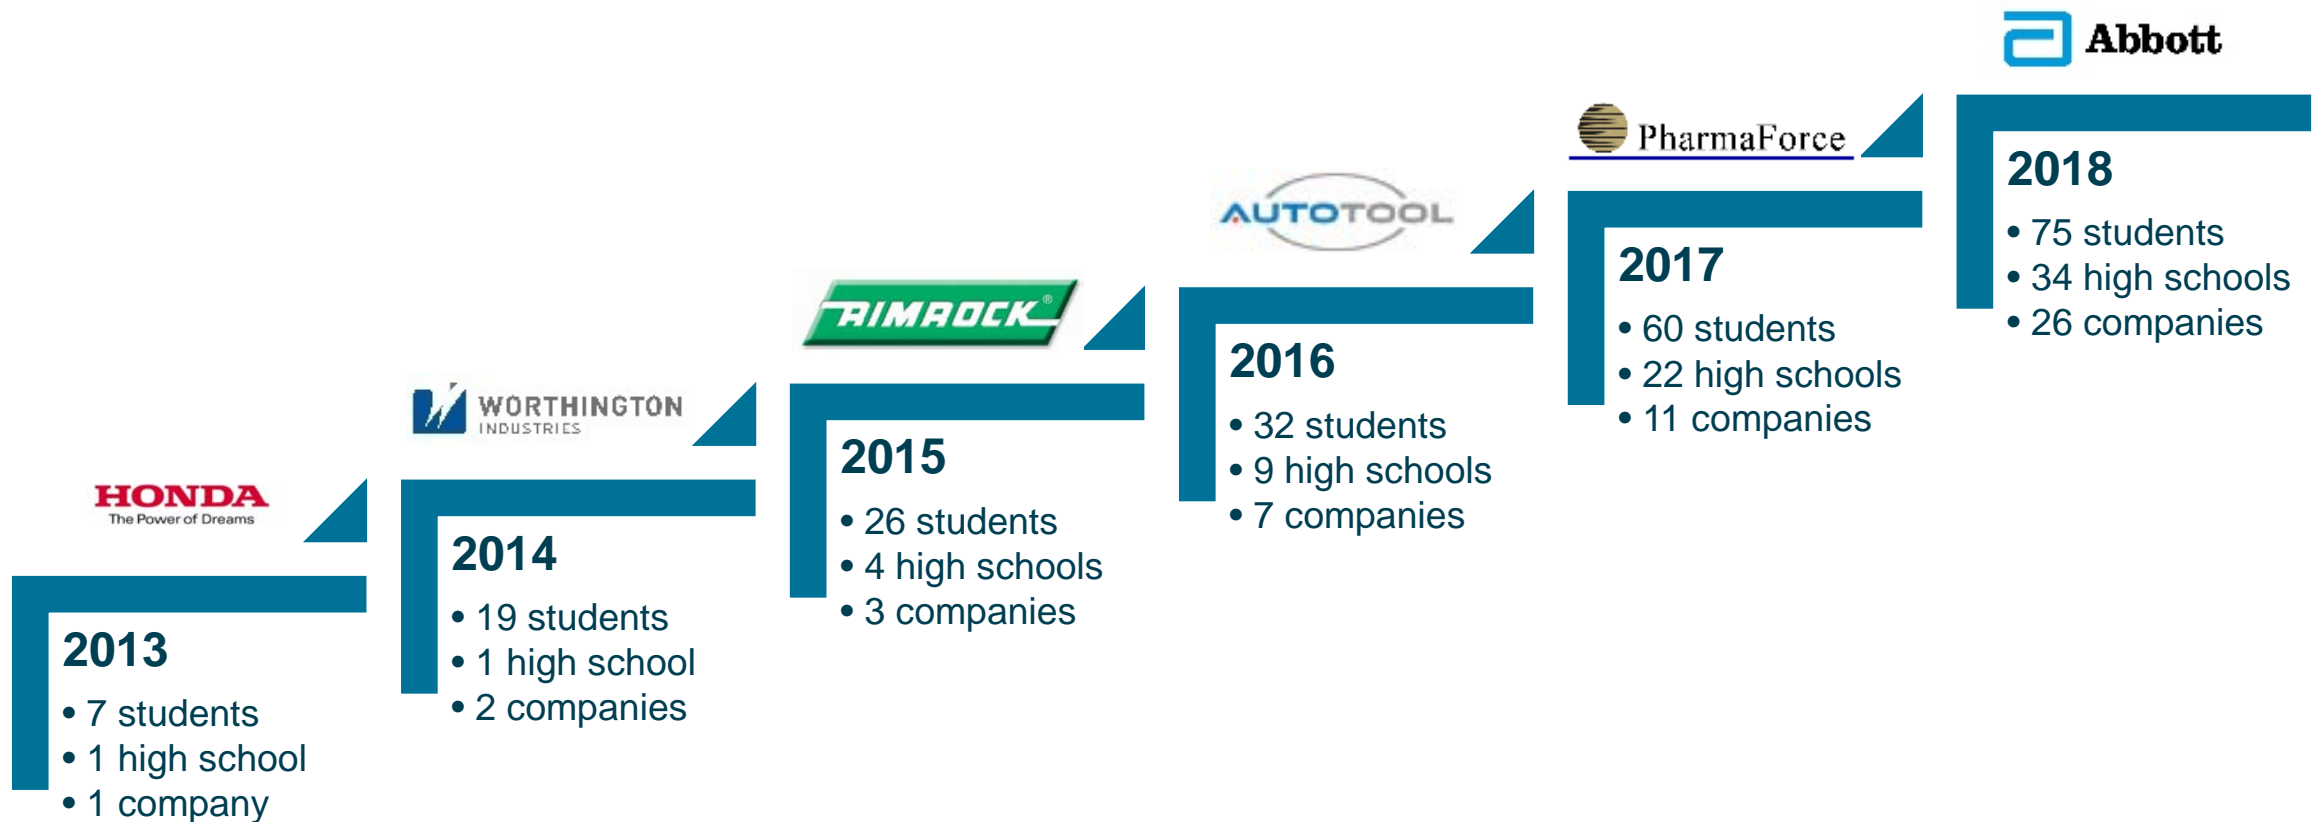 HONDA
The Power of Dreams
2013
• 7 students
• 1 high school
• 1 company
WORTHINGTON
INDUSTRIES
2014
• 19 students
• 1 high school
• 2 companies
RIMROCK®
2015
• 26 students
• 4 high schools
• 3 companies
AUTOTOOL
2016
• 32 students
• 9 high schools
• 7 companies
PharmaForce
2017
• 60 students
• 22 high schools
• 11 companies
Abbott
2018
• 75 students
• 34 high schools
• 26 companies